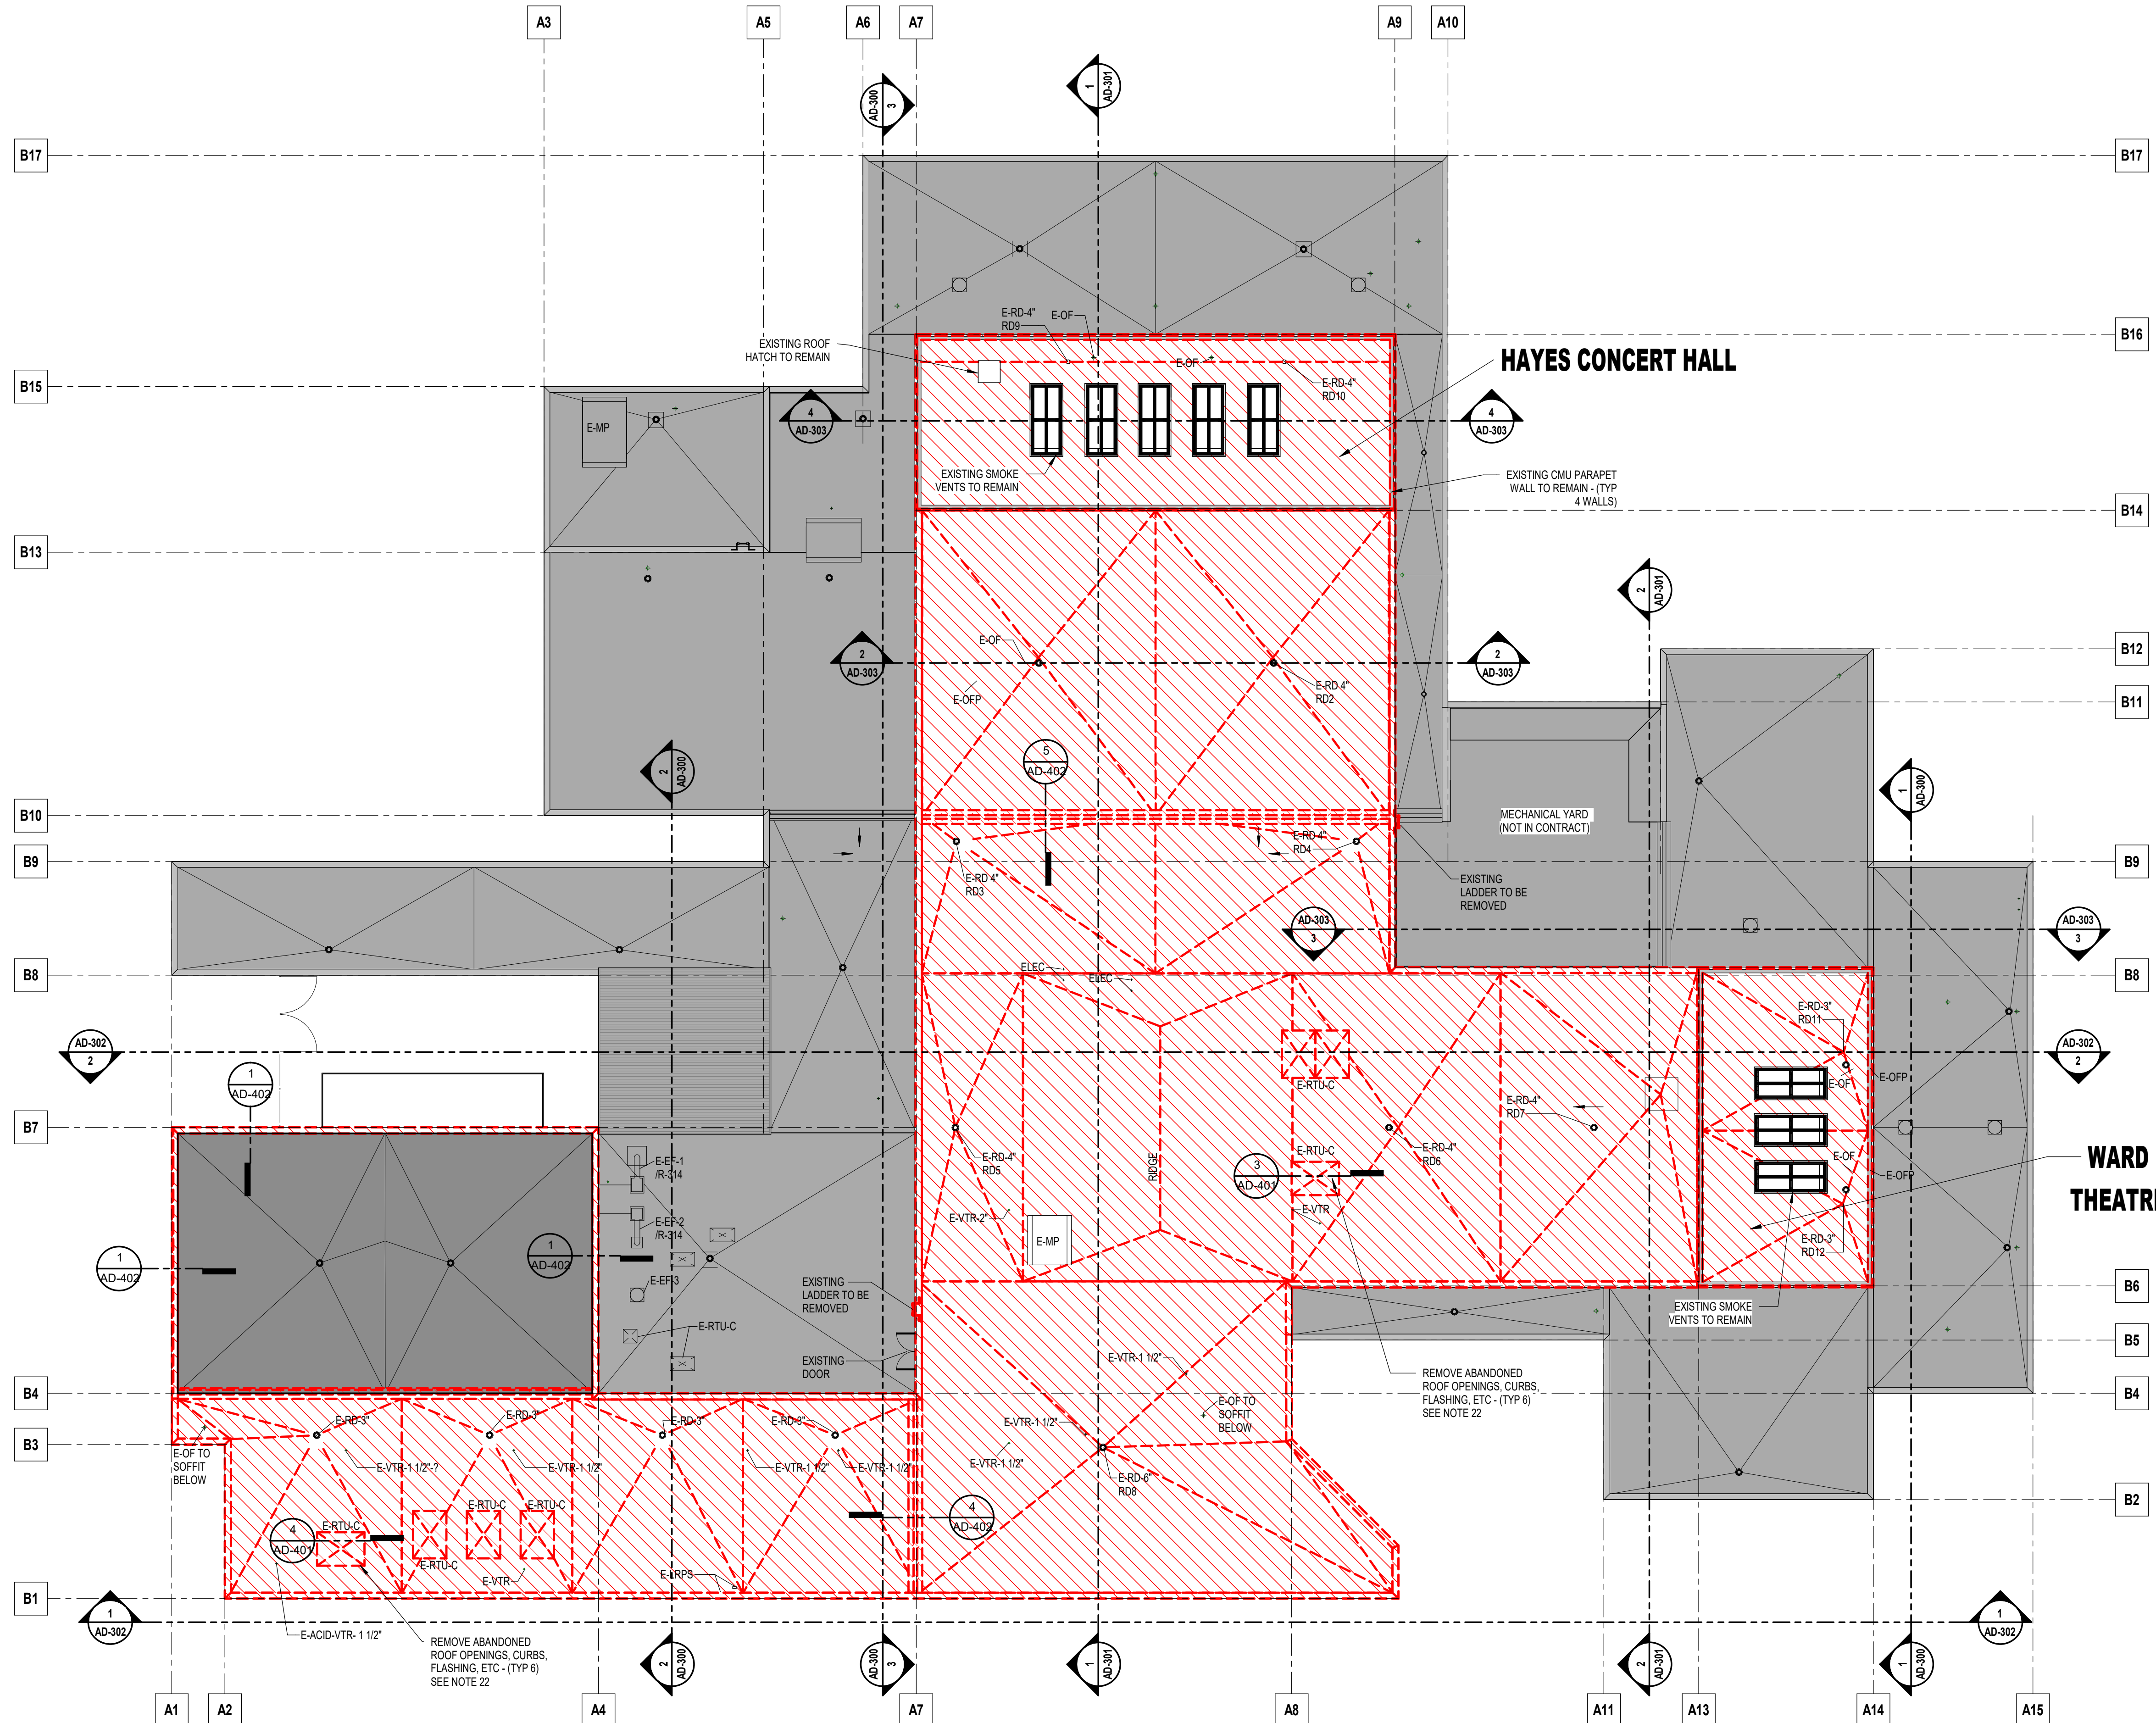 A3
A5
A6
A7
A9
A10
AD-300
3
1
AD-301
B17
B17
B16
E-RD-4"
RD9
E-OF
EXISTING ROOF
HATCH TO REMAIN
E-OF
HAYES CONCERT HALL
B15
E-RD-4"
RD10
4
AD-303
4
AD-303
E-MP
EXISTING SMOKE
VENTS TO REMAIN
EXISTING CMU PARAPET
WALL TO REMAIN - (TYP
4 WALLS)
B14
B13
2
AD-301
E-OF
2
AD-303
2
AD-303
B12
E-OFP
E-RD 4"
RD2
B11
5
AD-402
2
AD-300
1
AD-300
B10
MECHANICAL YARD
(NOT IN CONTRACT)
E-RD-4"
RD4
B9
B9
E-RD 4"
RD3
EXISTING
LADDER TO BE
REMOVED
AD-303
3
AD-303
3
B8
ELEC
ELEC
B8
E-RD-3"
RD11
AD-302
2
AD-302
2
1
AD-402
E-RTU-C
E-OF
E-OFP
E-RD-4"
RD7
B7
B7
E-RD-4"
RD5
E-RD-4"
RD6
E-RTU-C
E-OF
E-EF-1
/R-314
RIDGE
3
AD-401
E-OFP
WARD
THEATRE
E-VTR-2"
E-VTR
E-EF-2
/R-314
E-MP
E-RD-3"
RD12
1
AD-402
1
AD-402
E-EF-3
EXISTING
LADDER TO BE
REMOVED
B6
E-RTU-C
EXISTING SMOKE
VENTS TO REMAIN
B5
E-VTR-1 1/2"
EXISTING
DOOR
REMOVE ABANDONED
ROOF OPENINGS, CURBS,
FLASHING, ETC - (TYP 6)
SEE NOTE 22
B4
B4
E-OF TO
SOFFIT
BELOW
E-RD-3"
E-RD-3"
E-RD-3"
E-RD-3"
E-VTR-1 1/2"
B3
E-OF TO
SOFFIT
BELOW
E-VTR-1 1/2"-?
E-VTR-1 1/2"
E-VTR-1 1/2"
E-VTR-1 1/2"
E-VTR-1 1/2"
E-RD-6"
RD8
B2
E-RTU-C
E-RTU-C
E-RTU-C
4
AD-401
4
AD-402
E-RTU-C
E-VTR
E-LRPS
B1
B1
1
AD-302
1
AD-302
E-ACID-VTR- 1 1/2"
REMOVE ABANDONED
ROOF OPENINGS, CURBS,
FLASHING, ETC - (TYP 6)
SEE NOTE 22
2
AD-300
AD-300
3
1
AD-301
2
AD-301
1
AD-300
A1
A2
A4
A7
A8
A11
A13
A14
A15